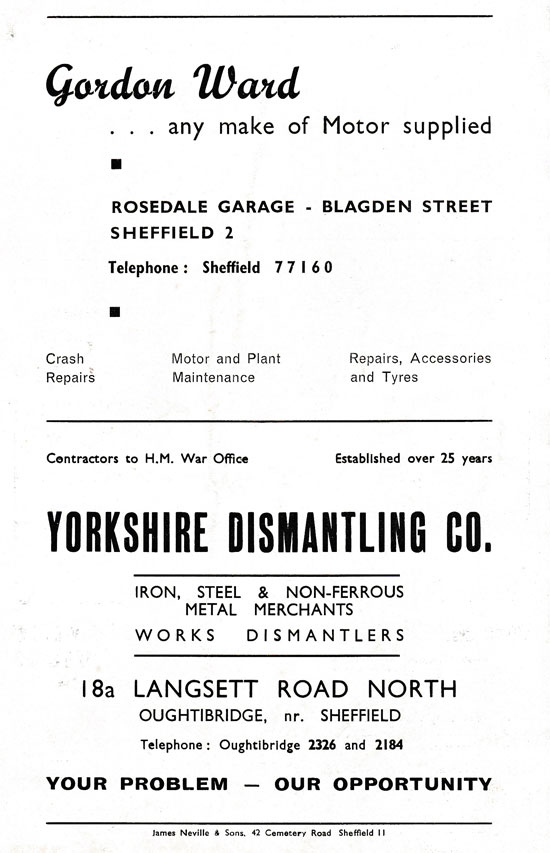 Gordon Ward
. . . any make of Motor supplied
ROSEDALE GARAGE - BLAGDEN STREET
SHEFFIELD 2
Telephone : Sheffield 77160
Crash Motor and Plant Repairs, Accessories
Repairs Maintenance and Tyres
Contractors to H.M. War Office Established over 25 years
YORKSHIRE DISMANTLING CO.
IRON, STEEL & NON-FERROUS
METAL MERCHANTS
WORKS DISMANTLERS
18a LANGSETT ROAD NORTH
OUGHTIBRIDGE, nr. SHEFFIELD
Telephone : Oughtibridge 2326 and 2184
YOUR PROBLEM — OUR OPPORTUNITY
James Neville & Sons, 42 Cemetery Road Sheffield 11